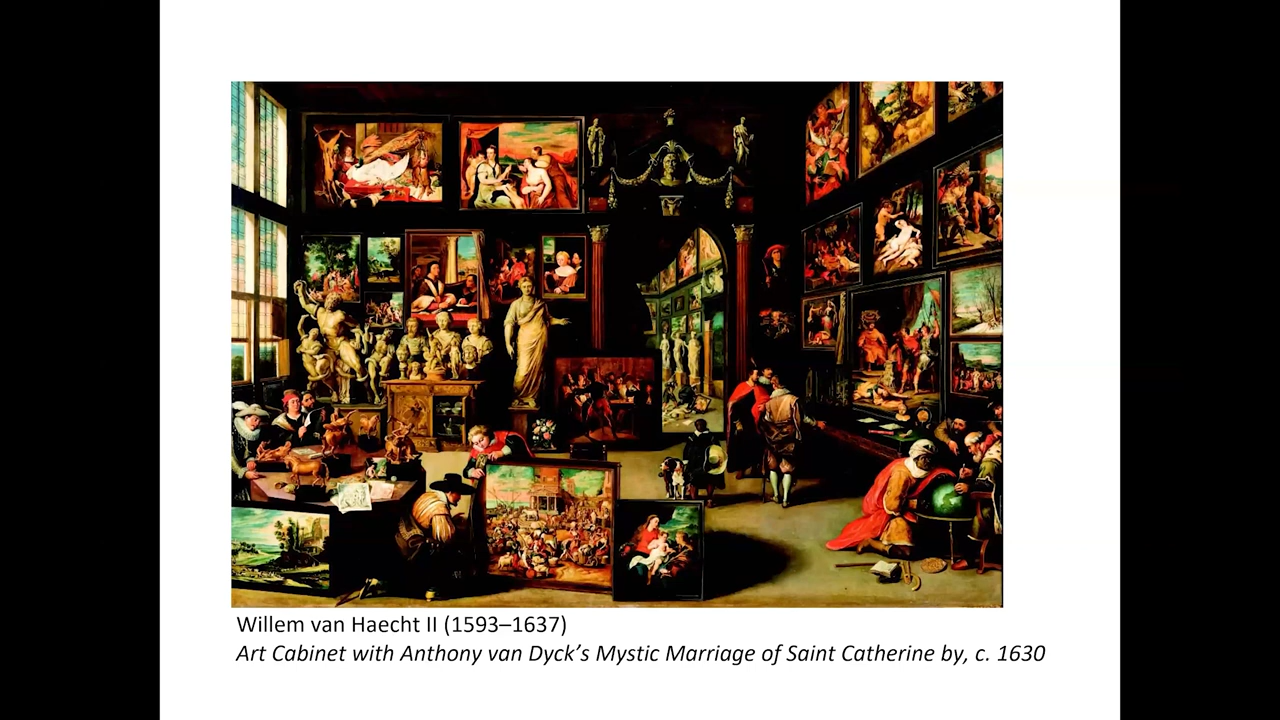 Willem van Haecht II (1593–1637)
Art Cabinet with Anthony van Dyck’s Mystic Marriage of Saint Catherine by, c. 1630